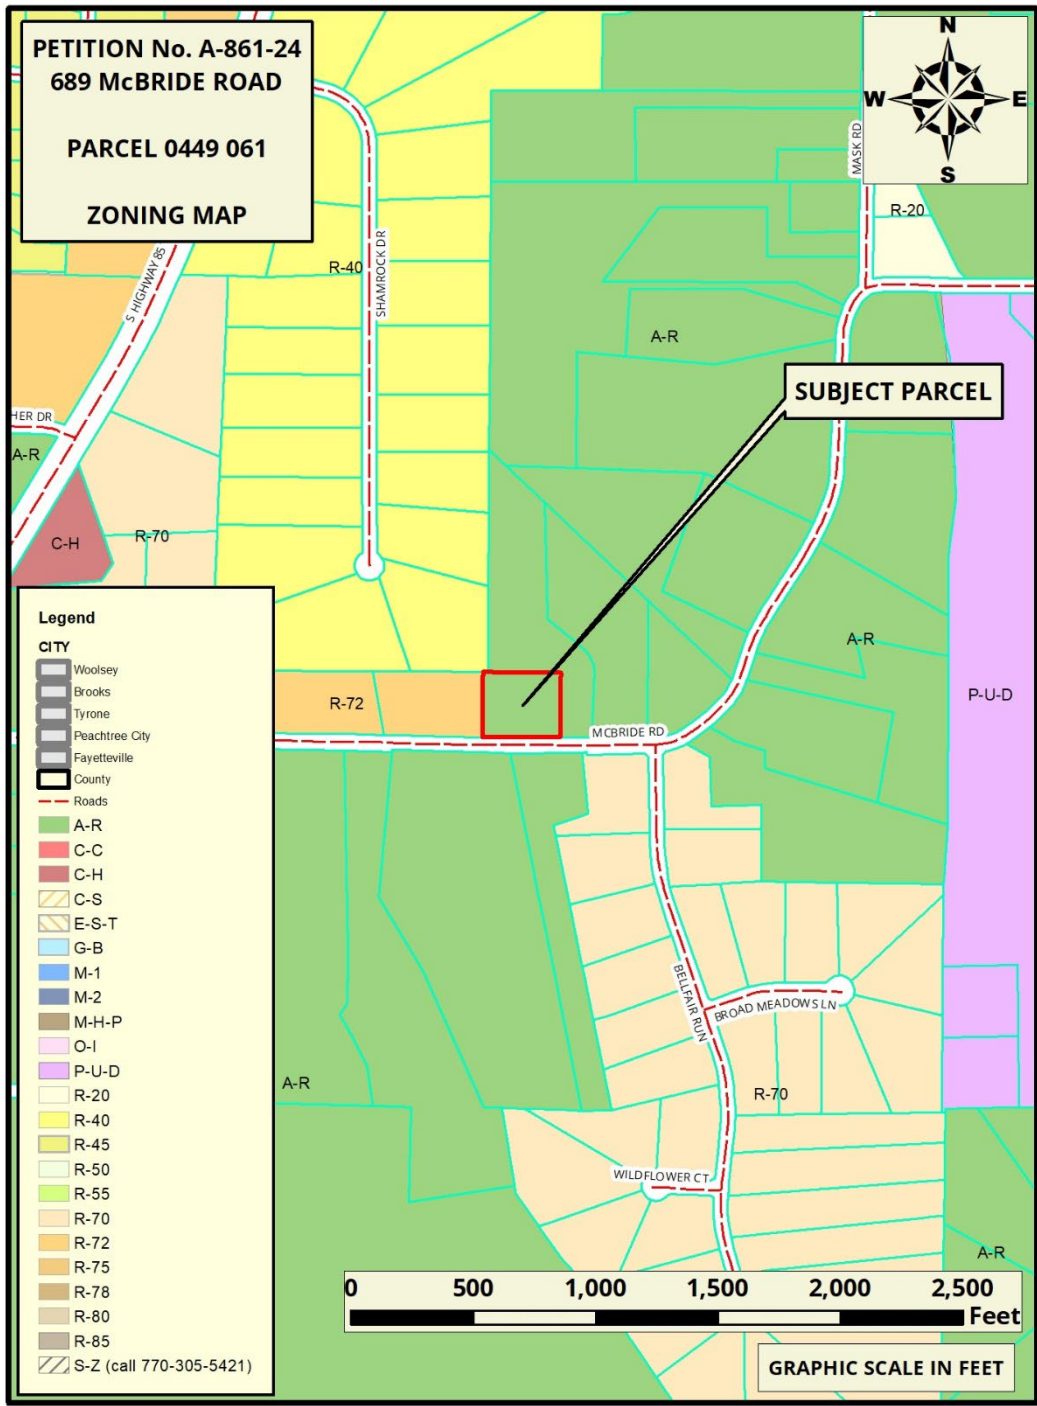 PETITION No. A-861-24
689 McBRIDE ROAD
PARCEL 0449 061
ZONING MAP
N
W
E
S
MASK RD
R-20
R-40
SHAMROCK DR
S HIGHWAY 85
A-R
SUBJECT PARCEL
HER DR
A-R
C-H
R-70
A-R
P-U-D
R-72
MCBRIDE RD
BELLFAIR RUN
BROAD MEADOWS LN
A-R
R-70
WILDFLOWER CT
A-R
Legend
CITY
Woolsey
Brooks
Tyrone
Peachtree City
Fayetteville
County
Roads
A-R
C-C
C-H
C-S
E-S-T
G-B
M-1
M-2
M-H-P
O-I
P-U-D
R-20
R-40
R-45
R-50
R-55
R-70
R-72
R-75
R-78
R-80
R-85
S-Z (call 770-305-5421)
0 500 1,000 1,500 2,000 2,500
Feet
GRAPHIC SCALE IN FEET